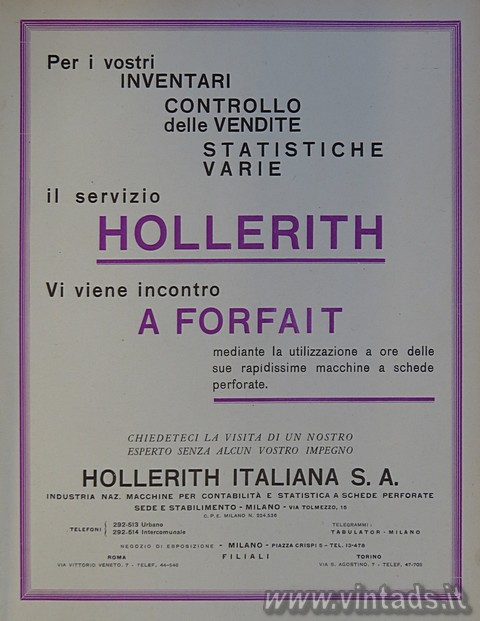 Per i vostri
INVENTARI
CONTROLLO
delle VENDITE
STATISTICHE
VARIE
il servizio
HOLLERITH
Vi viene incontro
A FORFAIT
mediante la utilizzazione a ore delle
sue rapidissime macchine a schede
perforate.
CHIEDETECI LA VISITA DI UN NOSTRO
ESPERTO SENZA ALCUN VOSTRO IMPEGNO
HOLLERITH ITALIANA S. A.
INDUSTRIA NAZ. MACCHINE PER CONTABILITÀ E STATISTICA A SCHEDE PERFORATE
SEDE E STABILIMENTO - MILANO - VIA TOLMEZZO, 15
C. P. E. MILANO N. 224.538
TELEFONI { 292-513 Urbano
292-514 Intercomunale
TELEGRAMMI:
TABULATOR - MILANO
NEGOZIO DI ESPOSIZIONE - MILANO - PIAZZA CRISPI 5 - TEL. 13-478
FILIALI
ROMA
VIA VITTORIO VENETO, 7 - TELEF. 44-045
TORINO
VIA S. AGOSTINO, 7 - TELEF. 47-700
www.vintads.it